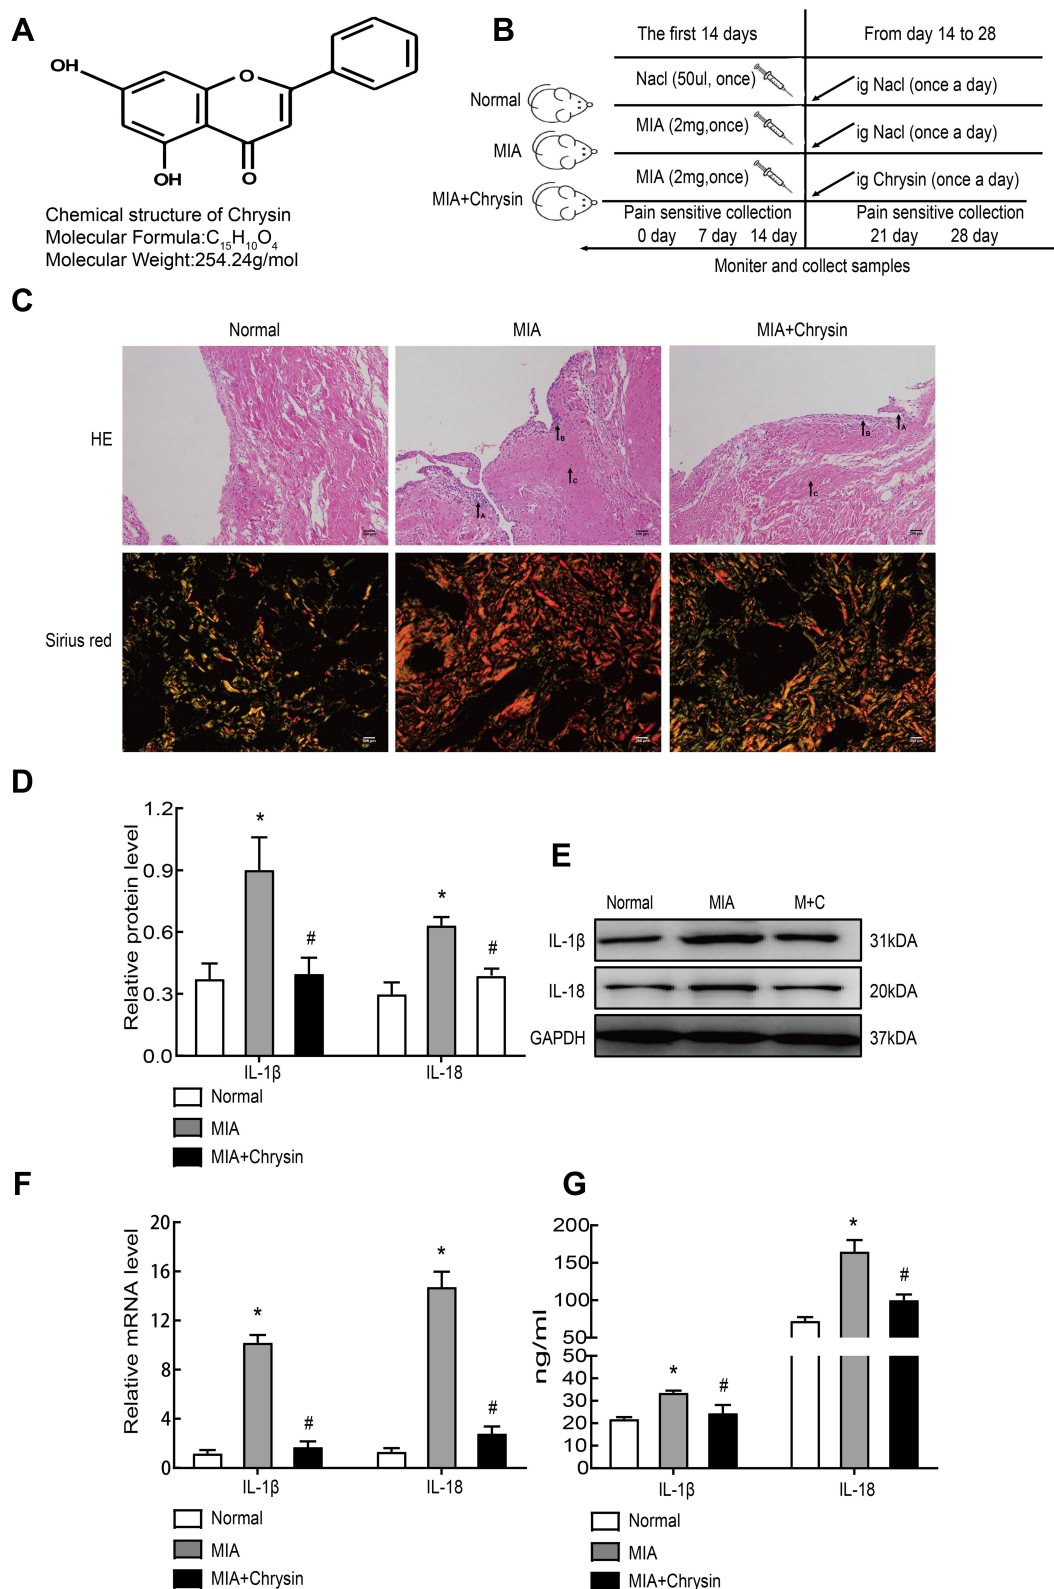 A
OH
O
OH
O
Chemical structure of Chrysin
Molecular Formula:C15H10O4
Molecular Weight:254.24g/mol
B
The first 14 days
From day 14 to 28
Normal
Nacl (50ul, once)
ig Nacl (once a day)
MIA
MIA (2mg,once)
ig Nacl (once a day)
MIA+Chrysin
MIA (2mg,once)
ig Chrysin (once a day)
Pain sensitive collection
Pain sensitive collection
0 day 7 day 14 day
21 day 28 day
Moniter and collect samples
C
Normal
MIA
MIA+Chrysin
HE
B
C
A
B
A
C
Sirius red
D
Relative protein level
1.2
0.9
0.6
0.3
0.0
*
#
*
#
IL-1β
IL-18
Normal
MIA
MIA+Chrysin
E
Normal MIA M+C
IL-1β 31kDA
IL-18 20kDA
GAPDH 37kDA
F
Relative mRNA level
20
16
12
8
4
0
*
#
*
#
IL-1β
IL-18
Normal
MIA
MIA+Chrysin
G
ng/ml
200
150
100
50
50
40
30
20
10
0
*
#
*
#
IL-1β
IL-18
Normal
MIA
MIA+Chrysin